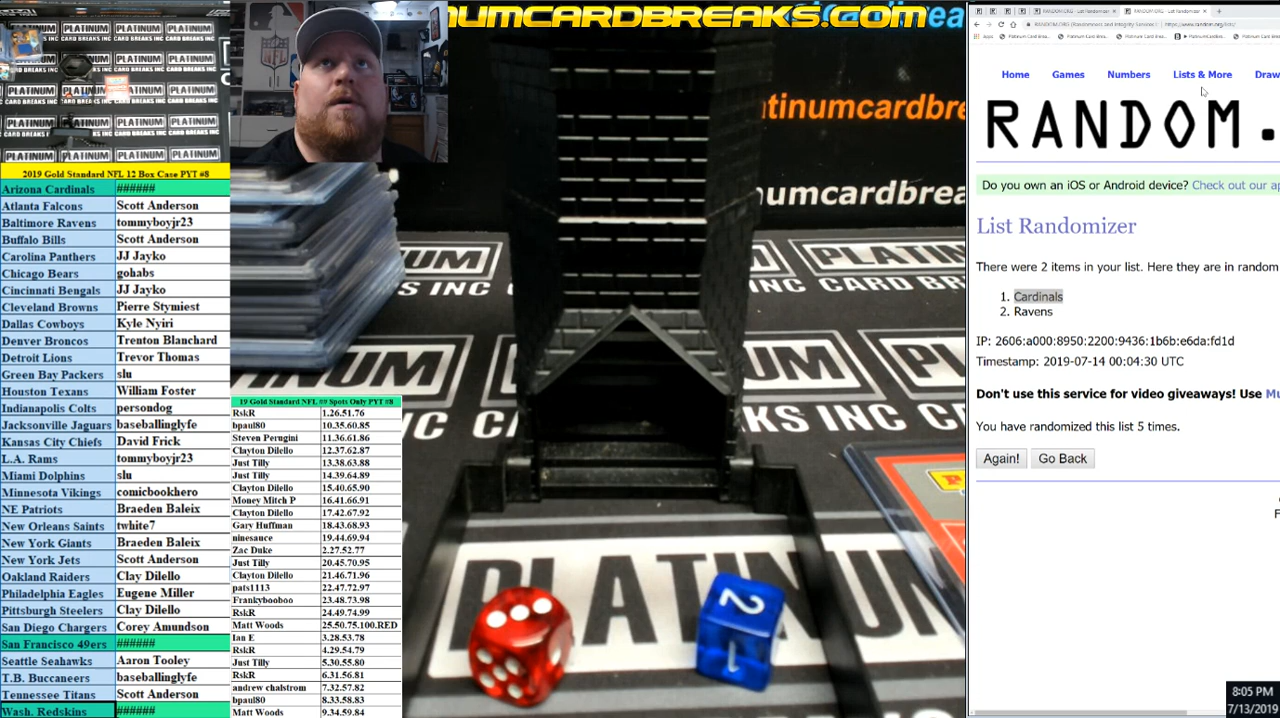 NUMCARDBREAKS.COM
2019 Gold Standard NFL 12 Box Case PYT #8
Arizona Cardinals ######
Atlanta Falcons Scott Anderson
Baltimore Ravens tommyboyjr23
Buffalo Bills Scott Anderson
Carolina Panthers JJ Jayko
Chicago Bears gohabs
Cincinnati Bengals JJ Jayko
Cleveland Browns Pierre Stymiest
Dallas Cowboys Kyle Nyiri
Denver Broncos Trenton Blanchard
Detroit Lions Trevor Thomas
Green Bay Packers slu
Houston Texans William Foster
Indianapolis Colts persondog
Jacksonville Jaguars baseballinglyfe
Kansas City Chiefs David Frick
L.A. Rams tommyboyjr23
Miami Dolphins slu
Minnesota Vikings comicbookhero
NE Patriots Braeden Baleix
New Orleans Saints twhite7
New York Giants Braeden Baleix
New York Jets Scott Anderson
Oakland Raiders Clay Dilello
Philadelphia Eagles Eugene Miller
Pittsburgh Steelers Clay Dilello
San Diego Chargers Corey Amundson
San Francisco 49ers ######
Seattle Seahawks Aaron Tooley
T.B. Buccaneers baseballinglyfe
Tennessee Titans Scott Anderson
Wash. Redskins ######
19 Gold Standard NFL ## Spots Only PYT #8
RskR 1.26.51.76
bpaul80 10.35.60.85
Steven Perugini 11.36.61.86
Clayton Dilello 12.37.62.87
Just Tilly 13.38.63.88
Just Tilly 14.39.64.89
Clayton Dilello 15.40.65.90
Money Mitch P 16.41.66.91
Clayton Dilello 17.42.67.92
Gary Huffman 18.43.68.93
ninesauce 19.44.69.94
Zac Duke 2.27.52.77
Just Tilly 20.45.70.95
Clayton Dilello 21.46.71.96
pats1113 22.47.72.97
Frankybooboo 23.48.73.98
RskR 24.49.74.99
Matt Woods 25.50.75.100.RED
Ian E 3.28.53.78
RskR 4.29.54.79
Just Tilly 5.30.55.80
RskR 6.31.56.81
andrew chalstrom 7.32.57.82
bpaul80 8.33.58.83
Matt Woods 9.34.59.84
PLATINUM
CARD BREAKS INC
latinumcardbre
numcardbrea
PLATINUM
2
1
Home Games Numbers Lists & More Draw
RANDOM.
Do you own an iOS or Android device? Check out our ap
List Randomizer
There were 2 items in your list. Here they are in random
1. Cardinals
2. Ravens
IP: 2606:a000:8950:2200:9436:1b6b:e6da:fd1d
Timestamp: 2019-07-14 00:04:30 UTC
Don't use this service for video giveaways! Use Mu
You have randomized this list 5 times.
Again! Go Back
8:05 PM
7/13/2019